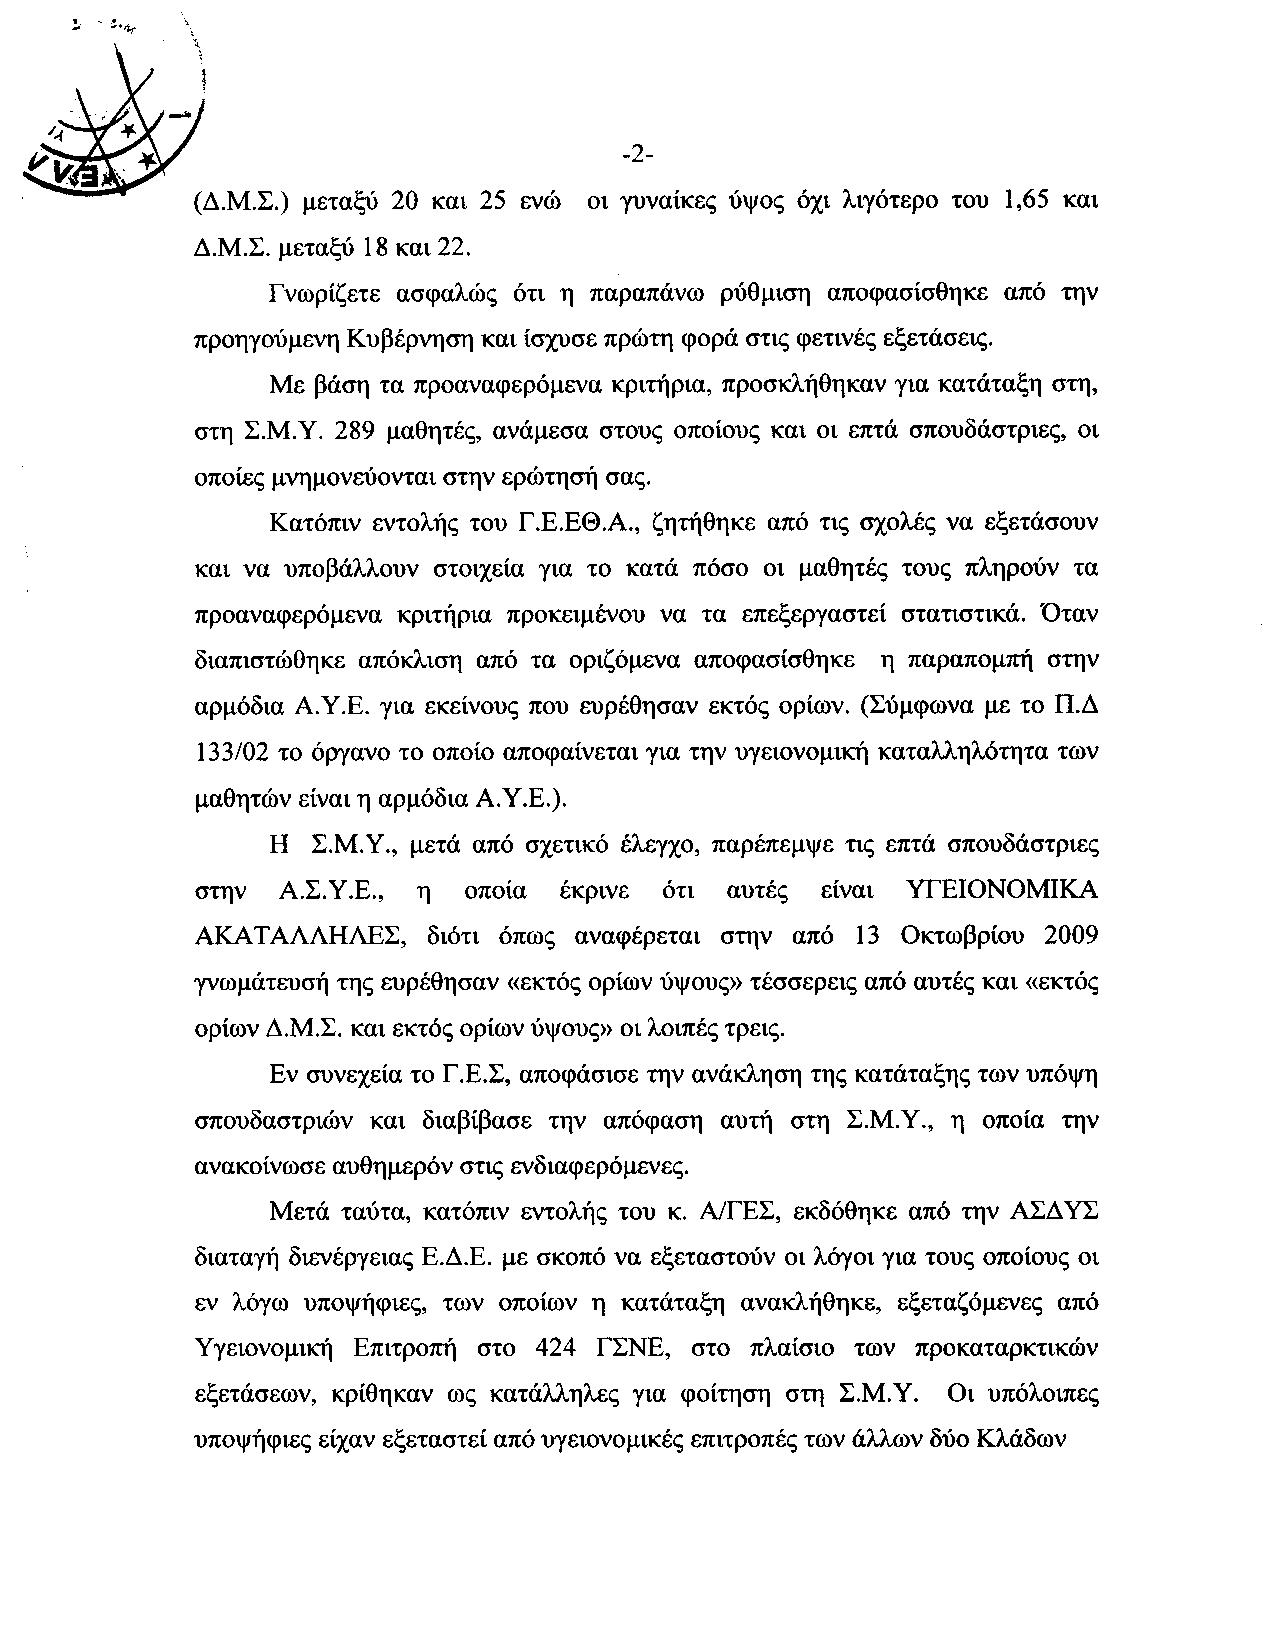 -2-
(Δ.Μ.Σ.) μεταξύ 20 και 25 ενώ οι γυναίκες ύψος όχι λιγότερο του 1,65 και
Δ.Μ.Σ. μεταξύ 18 και 22.
Γνωρίζετε ασφαλώς ότι η παραπάνω ρύθμιση αποφασίσθηκε από την
προηγούμενη Κυβέρνηση και ίσχυσε πρώτη φορά στις φετινές εξετάσεις.
Με βάση τα προαναφερόμενα κριτήρια, προσκλήθηκαν για κατάταξη στη,
στη Σ.Μ.Υ. 289 μαθητές, ανάμεσα στους οποίους και οι επτά σπουδάστριες, οι
οποίες μνημονεύονται στην ερώτησή σας.
Κατόπιν εντολής του Γ.Ε.ΕΘ.Α., ζητήθηκε από τις σχολές να εξετάσουν
και να υποβάλλουν στοιχεία για το κατά πόσο οι μαθητές τους πληρούν τα
προαναφερόμενα κριτήρια προκειμένου να τα επεξεργαστεί στατιστικά. Όταν
διαπιστώθηκε απόκλιση από τα οριζόμενα αποφασίσθηκε η παραπομπή στην
αρμόδια Α.Υ.Ε. για εκείνους που ευρέθησαν εκτός ορίων. (Σύμφωνα με το Π.Δ
133/02 το όργανο το οποίο αποφαίνεται για την υγειονομική καταλληλότητα των
μαθητών είναι η αρμόδια Α.Υ.Ε.).
Η Σ.Μ.Υ., μετά από σχετικό έλεγχο, παρέπεμψε τις επτά σπουδάστριες
στην Α.Σ.Υ.Ε., η οποία έκρινε ότι αυτές είναι ΥΓΕΙΟΝΟΜΙΚΑ
ΑΚΑΤΑΛΛΗΛΕΣ, διότι όπως αναφέρεται στην από 13 Οκτωβρίου 2009
γνωμάτευσή της ευρέθησαν «εκτός ορίων ύψους» τέσσερεις από αυτές και «εκτός
ορίων Δ.Μ.Σ. και εκτός ορίων ύψους» οι λοιπές τρεις.
Εν συνεχεία το Γ.Ε.Σ, αποφάσισε την ανάκληση της κατάταξης των υπόψη
σπουδαστριών και διαβίβασε την απόφαση αυτή στη Σ.Μ.Υ., η οποία την
ανακοίνωσε αυθημερόν στις ενδιαφερόμενες.
Μετά ταύτα, κατόπιν εντολής του κ. Α/ΓΕΣ, εκδόθηκε από την ΑΣΔΥΣ
διαταγή διενέργειας Ε.Δ.Ε. με σκοπό να εξεταστούν οι λόγοι για τους οποίους οι
εν λόγω υποψήφιες, των οποίων η κατάταξη ανακλήθηκε, εξεταζόμενες από
Υγειονομική Επιτροπή στο 424 ΓΣΝΕ, στο πλαίσιο των προκαταρκτικών
εξετάσεων, κρίθηκαν ως κατάλληλες για φοίτηση στη Σ.Μ.Υ. Οι υπόλοιπες
υποψήφιες είχαν εξεταστεί από υγειονομικές επιτροπές των άλλων δύο Κλάδων